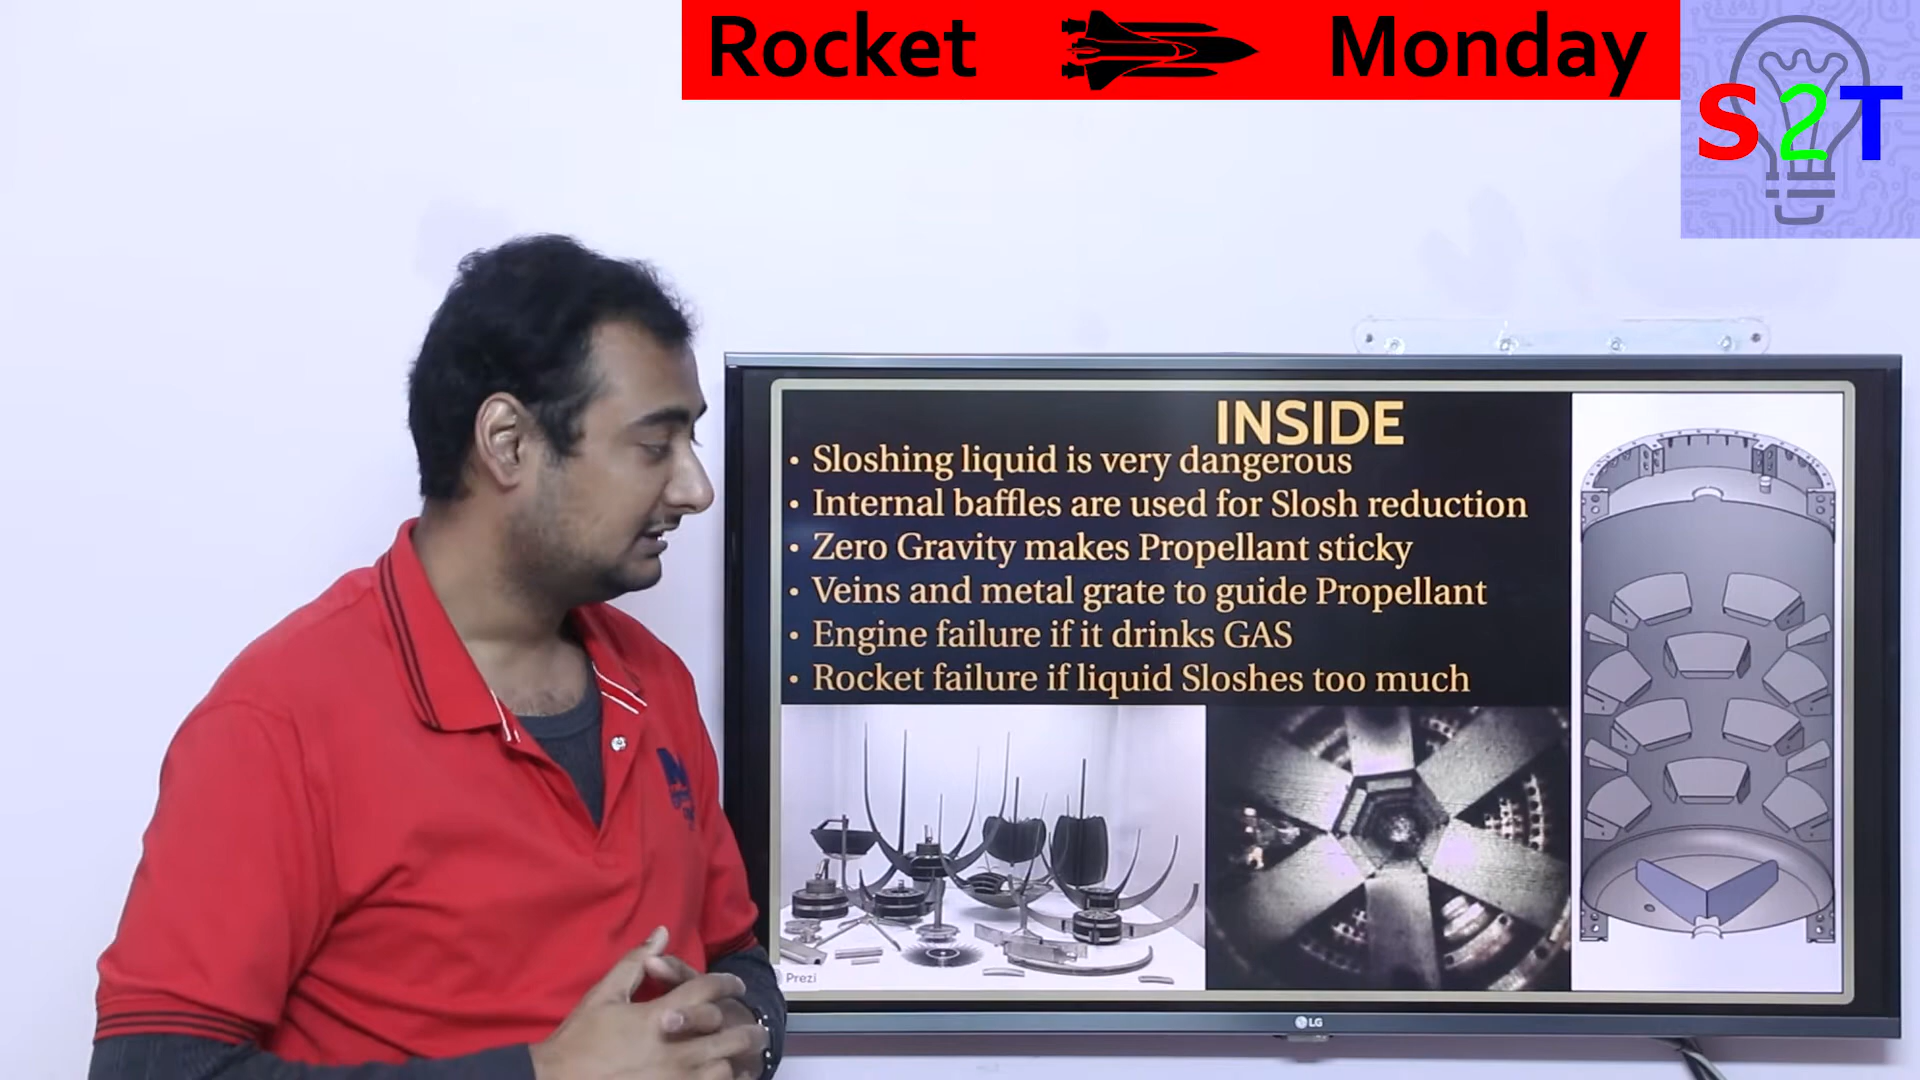 Rocket Monday
S2T
INSIDE
• Sloshing liquid is very dangerous
• Internal baffles are used for Slosh reduction
• Zero Gravity makes Propellant sticky
• Veins and metal grate to guide Propellant
• Engine failure if it drinks GAS
• Rocket failure if liquid Sloshes too much
Prezi
LG